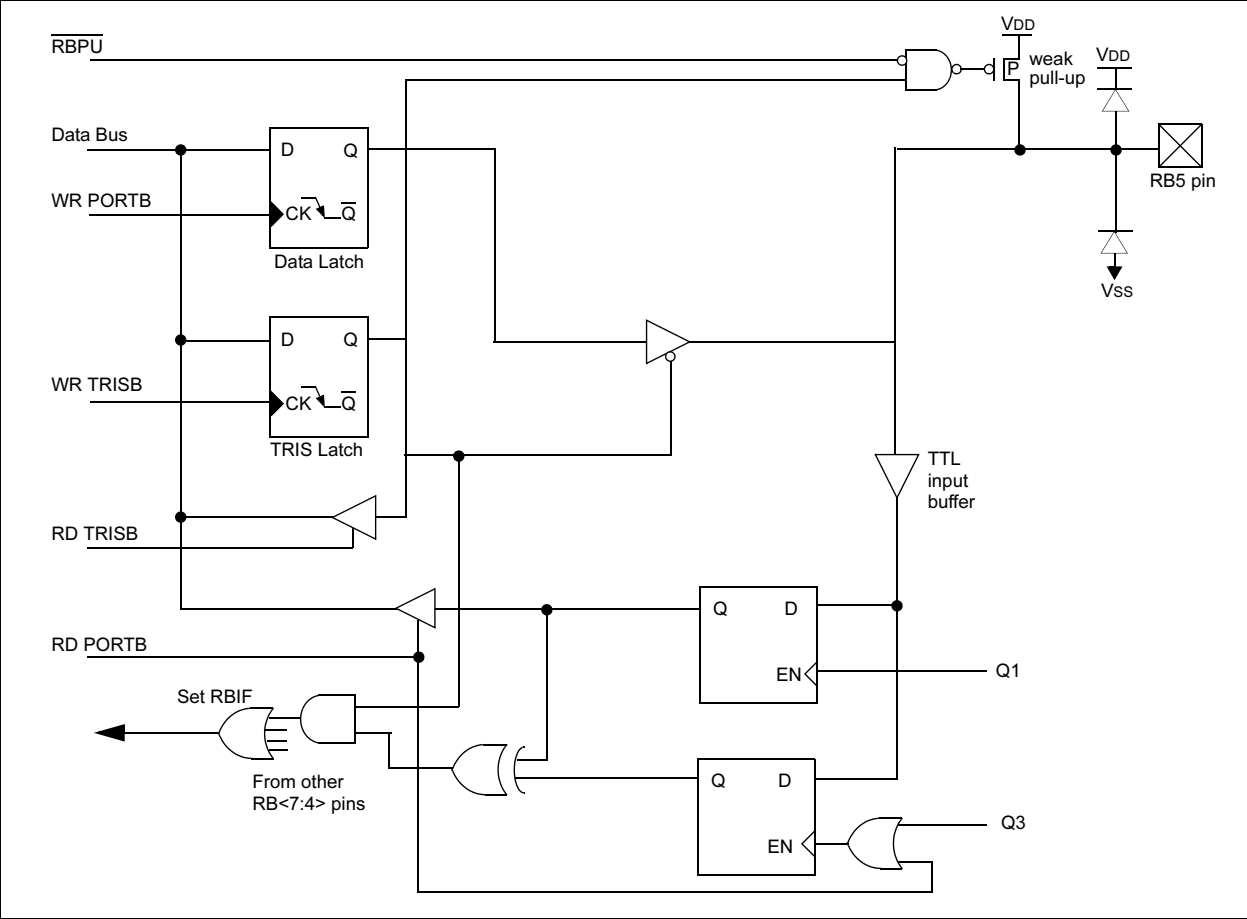 VDD
RBPU
P
weak
pull-up
VDD
Data Bus
D
Q
RB5 pin
WR PORTB
CK
Q
Data Latch
VSS
D
Q
WR TRISB
CK
Q
TRIS Latch
TTL
input
buffer
RD TRISB
Q
D
RD PORTB
EN
Q1
Set RBIF
From other
RB<7:4> pins
Q
D
Q3
EN